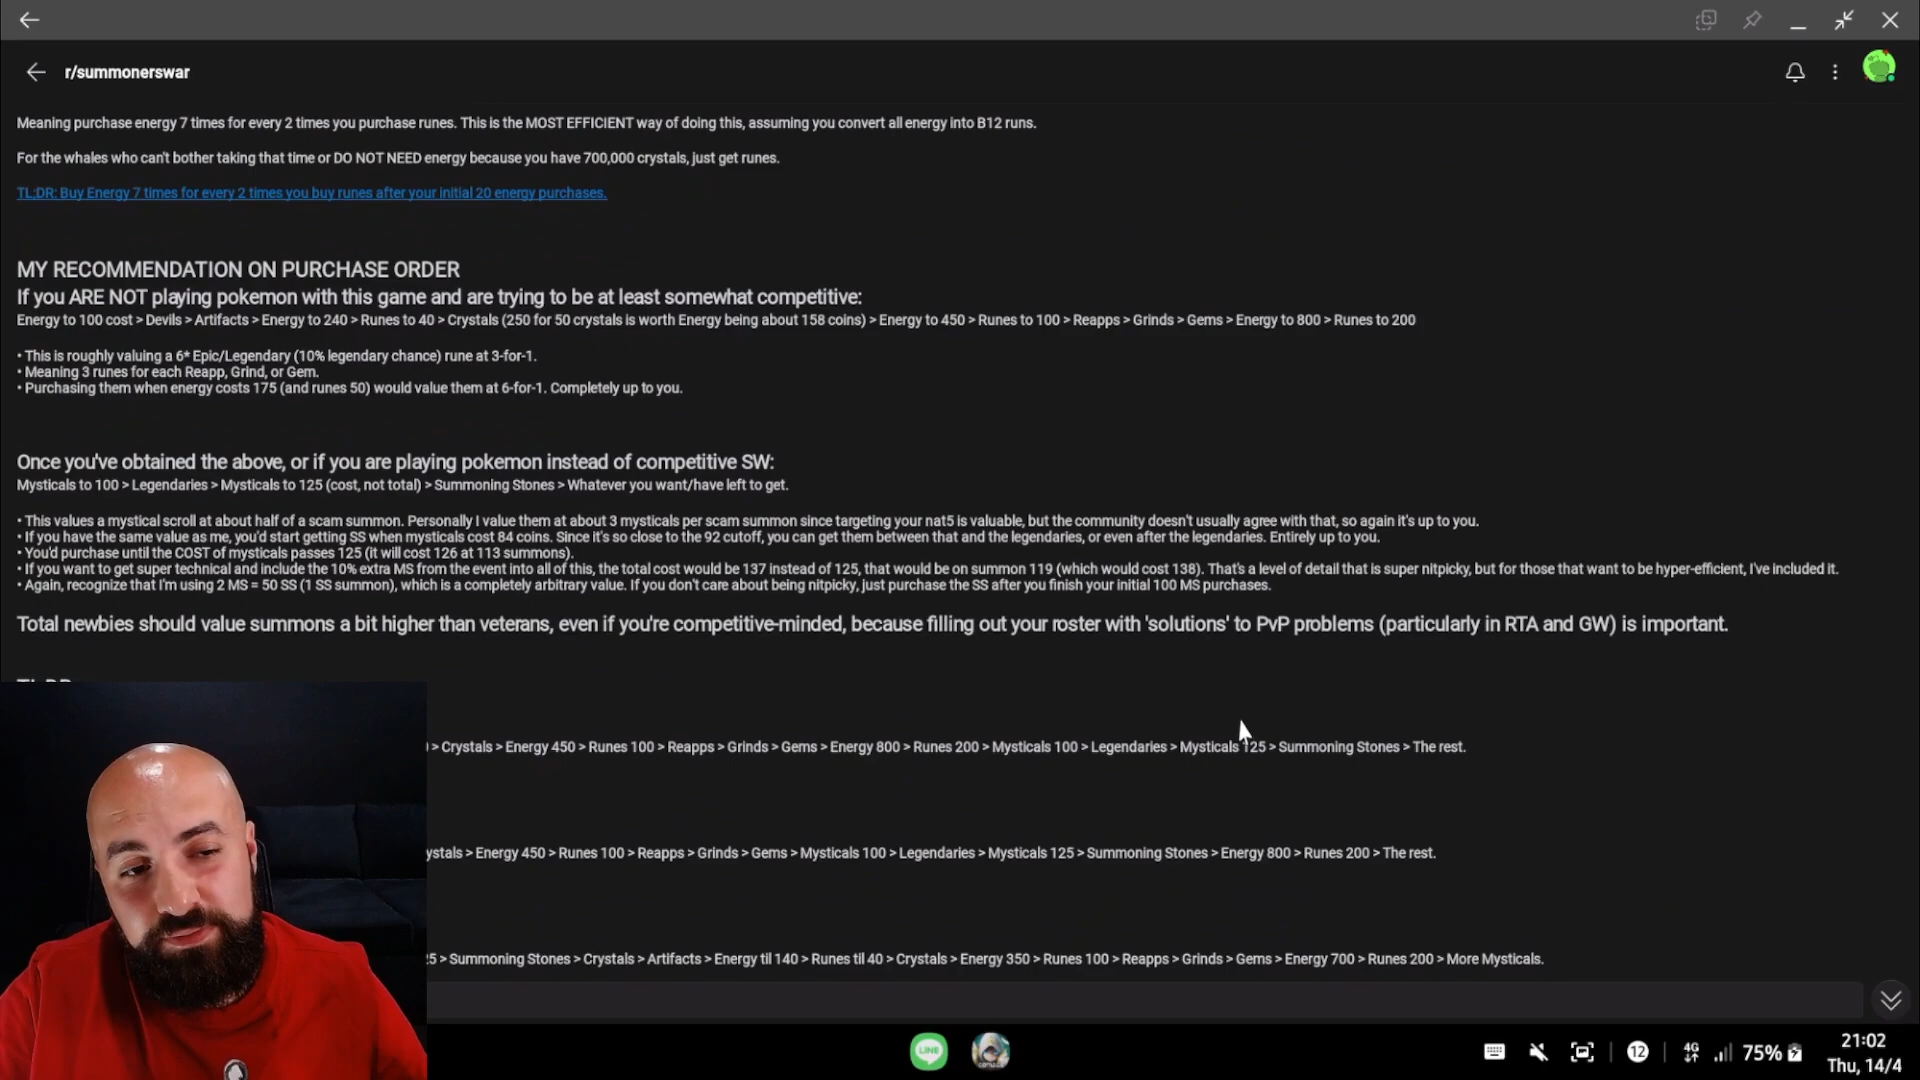 r/summonerswar
Meaning purchase energy 7 times for every 2 times you purchase runes. This is the MOST EFFICIENT way of doing this, assuming you convert all energy into B12 runs.
For the whales who can't bother taking that time or DO NOT NEED energy because you have 700,000 crystals, just get runes.
TL;DR: Buy Energy 7 times for every 2 times you buy runes after your initial 20 energy purchases.
MY RECOMMENDATION ON PURCHASE ORDER
If you ARE NOT playing pokemon with this game and are trying to be at least somewhat competitive:
Energy to 100 cost > Devils > Artifacts > Energy to 240 > Runes to 40 > Crystals (250 for 50 crystals is worth Energy being about 158 coins) > Energy to 450 > Runes to 100 > Reapps > Grinds > Gems > Energy to 800 > Runes to 200
• This is roughly valuing a 6* Epic/Legendary (10% legendary chance) rune at 3-for-1.
• Meaning 3 runes for each Reapp, Grind, or Gem.
• Purchasing them when energy costs 175 (and runes 50) would value them at 6-for-1. Completely up to you.
Once you've obtained the above, or if you are playing pokemon instead of competitive SW:
Mysticals to 100 > Legendaries > Mysticals to 125 (cost, not total) > Summoning Stones > Whatever you want/have left to get.
• This values a mystical scroll at about half of a scam summon. Personally I value them at about 3 mysticals per scam summon since targeting your nat5 is valuable, but the community doesn't usually agree with that, so again it's up to you.
• If you have the same value as me, you'd start getting SS when mysticals cost 84 coins. Since it's so close to the 92 cutoff, you can get them between that and the legendaries, or even after the legendaries. Entirely up to you.
• You'd purchase until the COST of mysticals passes 125 (it will cost 126 at 113 summons).
• If you want to get super technical and include the 10% extra MS from the event into all of this, the total cost would be 137 instead of 125, that would be on summon 119 (which would cost 138). That's a level of detail that is super nitpicky, but for those that want to be hyper-efficient, I've included it.
• Again, recognize that I'm using 2 MS = 50 SS (1 SS summon), which is a completely arbitrary value. If you don't care about being nitpicky, just purchase the SS after you finish your initial 100 MS purchases.
Total newbies should value summons a bit higher than veterans, even if you're competitive-minded, because filling out your roster with 'solutions' to PvP problems (particularly in RTA and GW) is important.
> Crystals > Energy 450 > Runes 100 > Reapps > Grinds > Gems > Energy 800 > Runes 200 > Mysticals 100 > Legendaries > Mysticals 125 > Summoning Stones > The rest.
ystals > Energy 450 > Runes 100 > Reapps > Grinds > Gems > Mysticals 100 > Legendaries > Mysticals 125 > Summoning Stones > Energy 800 > Runes 200 > The rest.
5 > Summoning Stones > Crystals > Artifacts > Energy til 140 > Runes til 40 > Crystals > Energy 350 > Runes 100 > Reapps > Grinds > Gems > Energy 700 > Runes 200 > More Mysticals.
LINE
12
4G
75%
21:02
Thu, 14/4